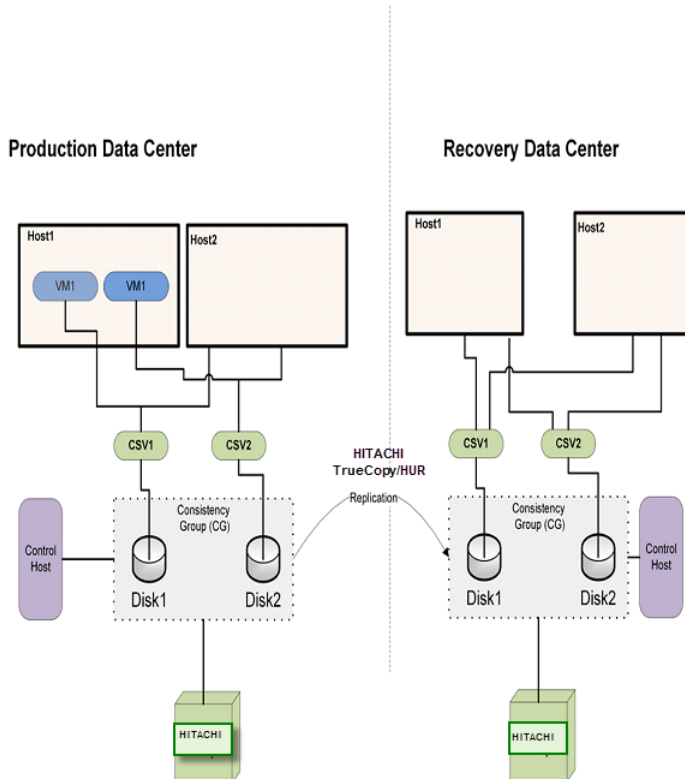 Production Data Center
Recovery Data Center
Host1
Host2
VM1
VM1
Host1
Host2
CSV1
CSV2
CSV1
CSV2
HITACHI
TrueCopy/HUR
Replication
Control
Host
Consistency
Group (CG)
Disk1
Disk2
Consistency
Group (CG)
Disk1
Disk2
Control
Host
HITACHI
HITACHI